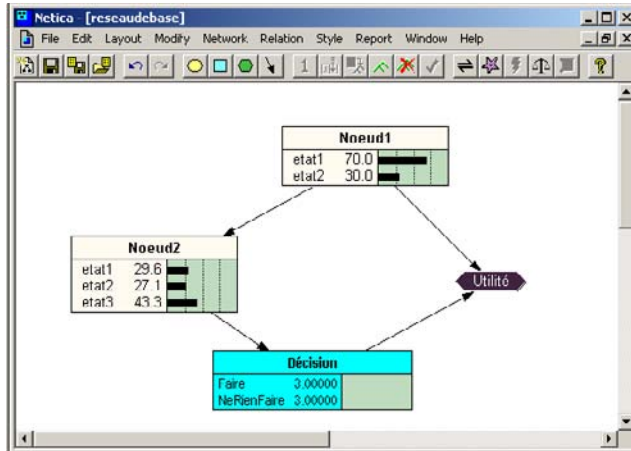 Netica - [reseaudebase]
File Edit Layout Modify Network Relation Style Report Window Help
1
?
Noeud1
etat1 70.0
etat2 30.0
Noeud2
etat1 29.6
etat2 27.1
etat3 43.3
Utilité
Décision
Faire 3.00000
NeRienFaire 3.00000